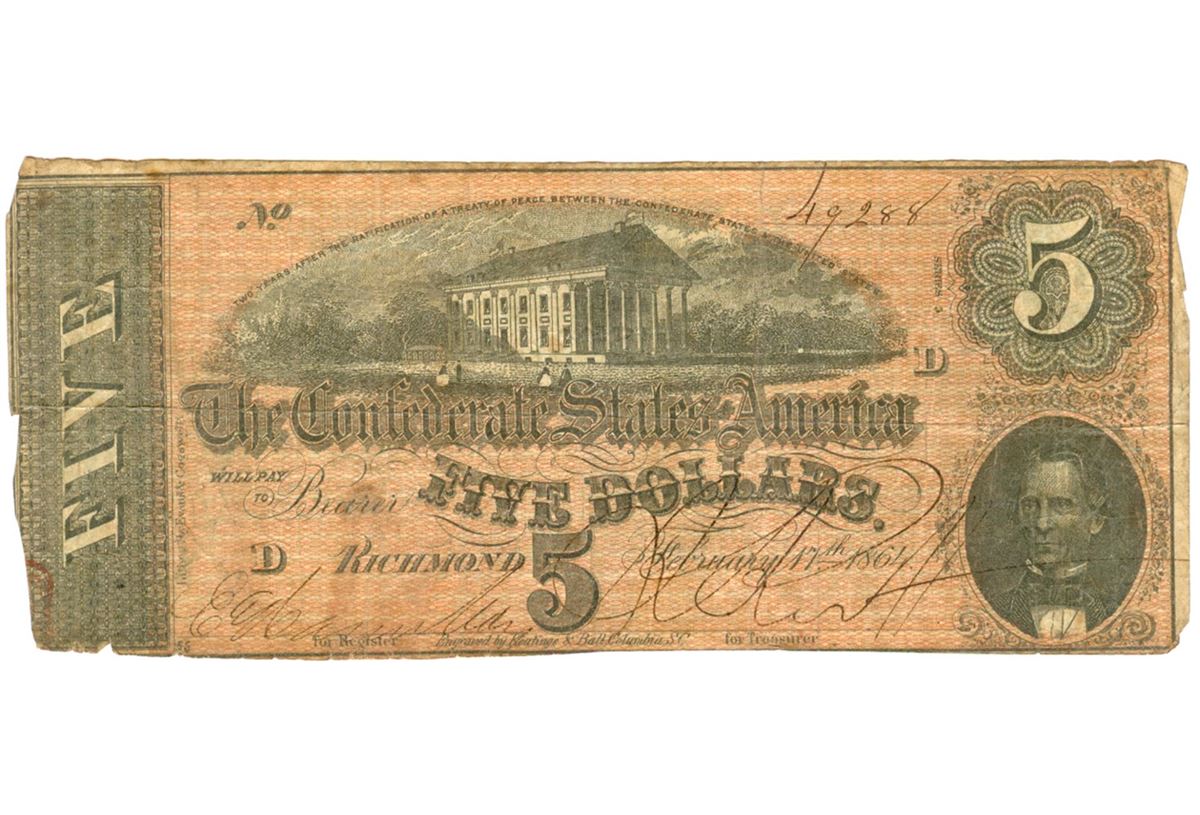 No 49288
TWO YEARS AFTER THE RATIFICATION OF A TREATY OF PEACE BETWEEN THE CONFEDERATE STATES
5
SERIES
FIVE
D
The Confederate States of America
WILL PAY
TO Bearer
FIVE DOLLARS.
D RICHMOND 5 February 17th 1864
for Register Engraved by Keatinge & Ball, Columbia, S.C. for Treasurer